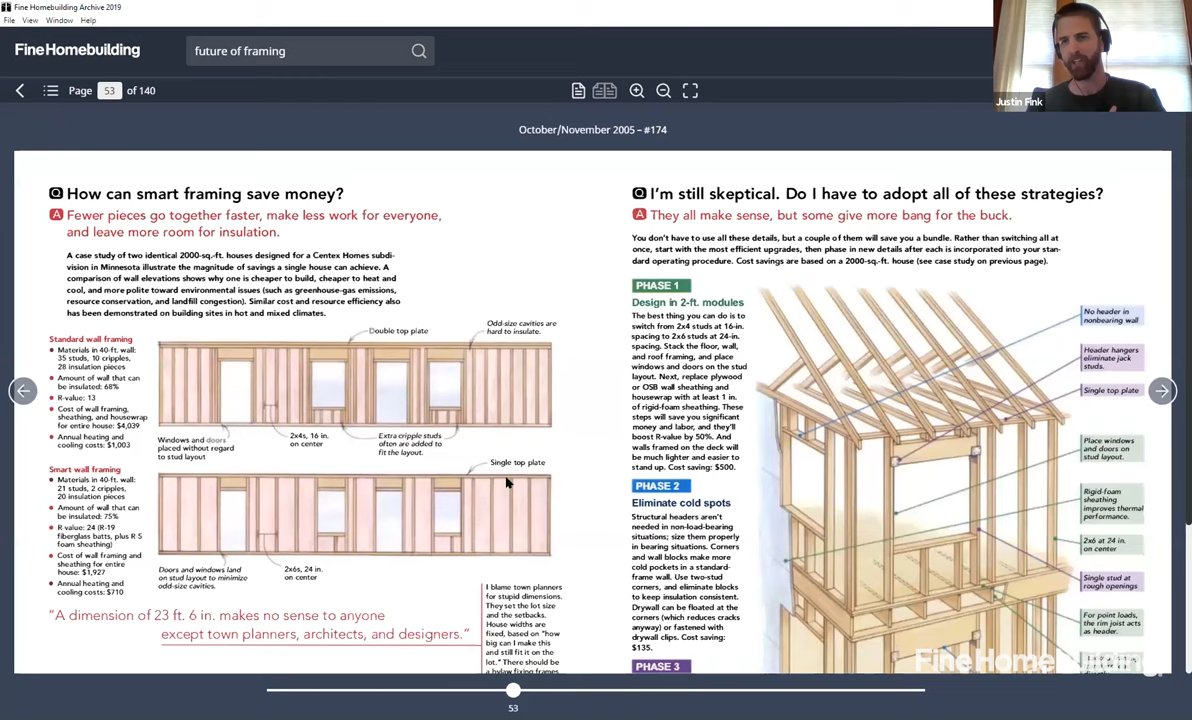 Fine Homebuilding Archive 2019
File View Window Help
FineHomebuilding
future of framing
Page 53 of 140
Justin Fink
October/November 2005 – #174
Q How can smart framing save money?
A Fewer pieces go together faster, make less work for everyone,
and leave more room for insulation.
A case study of two identical 2000-sq.-ft. houses designed for a Centex Homes subdi-
vision in Minnesota illustrate the magnitude of savings a single house can achieve. A
comparison of wall elevations shows why one is cheaper to build, cheaper to heat and
cool, and more polite toward environmental issues (such as greenhouse-gas emissions,
resource conservation, and landfill congestion). Similar cost and resource efficiency also
has been demonstrated on building sites in hot and mixed climates.
Standard wall framing
• Materials in 40-ft. wall:
35 studs, 10 cripples,
28 insulation pieces
• Amount of wall that can
be insulated: 68%
• R-value: 13
• Cost of wall framing,
sheathing, and housewrap
for entire house: $4,039
• Annual heating and
cooling costs: $1,003
Double top plate
Odd-size cavities are
hard to insulate.
Windows and doors
placed without regard
to stud layout
2x4s, 16 in.
on center
Extra cripple studs
often are added to
fit the layout.
Smart wall framing
• Materials in 40-ft. wall:
21 studs, 2 cripples,
20 insulation pieces
• Amount of wall that can
be insulated: 75%
• R-value: 24 (R-19
fiberglass batts, plus R 5
foam sheathing)
• Cost of wall framing and
sheathing for entire
house: $1,927
• Annual heating and
cooling costs: $710
Single top plate
Doors and windows land
on stud layout to minimize
odd-size cavities.
2x6s, 24 in.
on center
“A dimension of 23 ft. 6 in. makes no sense to anyone
except town planners, architects, and designers.”
I blame town planners
for stupid dimensions.
They set the lot size
and the setbacks.
House widths are
fixed, based on “how
big can I make this
and still fit it on the
lot.” There should be
a bylaw fixing frames
Q I’m still skeptical. Do I have to adopt all of these strategies?
A They all make sense, but some give more bang for the buck.
You don’t have to use all these details, but a couple of them will save you a bundle. Rather than switching all at
once, start with the most efficient upgrades, then phase in new details after each is incorporated into your stan-
dard operating procedure. Cost savings are based on a 2000-sq.-ft. house (see case study on previous page).
PHASE 1
Design in 2-ft. modules
The best thing you can do is to
switch from 2x4 studs at 16-in.
spacing to 2x6 studs at 24-in.
spacing. Stack the floor, wall,
and roof framing, and place
windows and doors on the stud
layout. Next, replace plywood
or OSB wall sheathing and
housewrap with at least 1 in.
of rigid-foam sheathing. These
steps will save you significant
money and labor, and they’ll
boost R-value by 50%. And
walls framed on the deck will
be much lighter and easier to
stand up. Cost saving: $500.
PHASE 2
Eliminate cold spots
Structural headers aren’t
needed in non-load-bearing
situations; size them properly
in bearing situations. Corners
and wall blocks make more
cold pockets in a standard-
frame wall. Use two-stud
corners, and eliminate blocks
to keep insulation consistent.
Drywall can be floated at the
corners (which reduces cracks
anyway) or fastened with
drywall clips. Cost saving:
$135.
PHASE 3
No header in
nonbearing wall
Header hangers
eliminate jack
studs.
Single top plate
Place windows
and doors on
stud layout.
Rigid-foam
sheathing
improves thermal
performance.
2x6 at 24 in.
on center
Single stud at
rough openings
For point loads,
the rim joist acts
as header.
FineHomebuilding
53